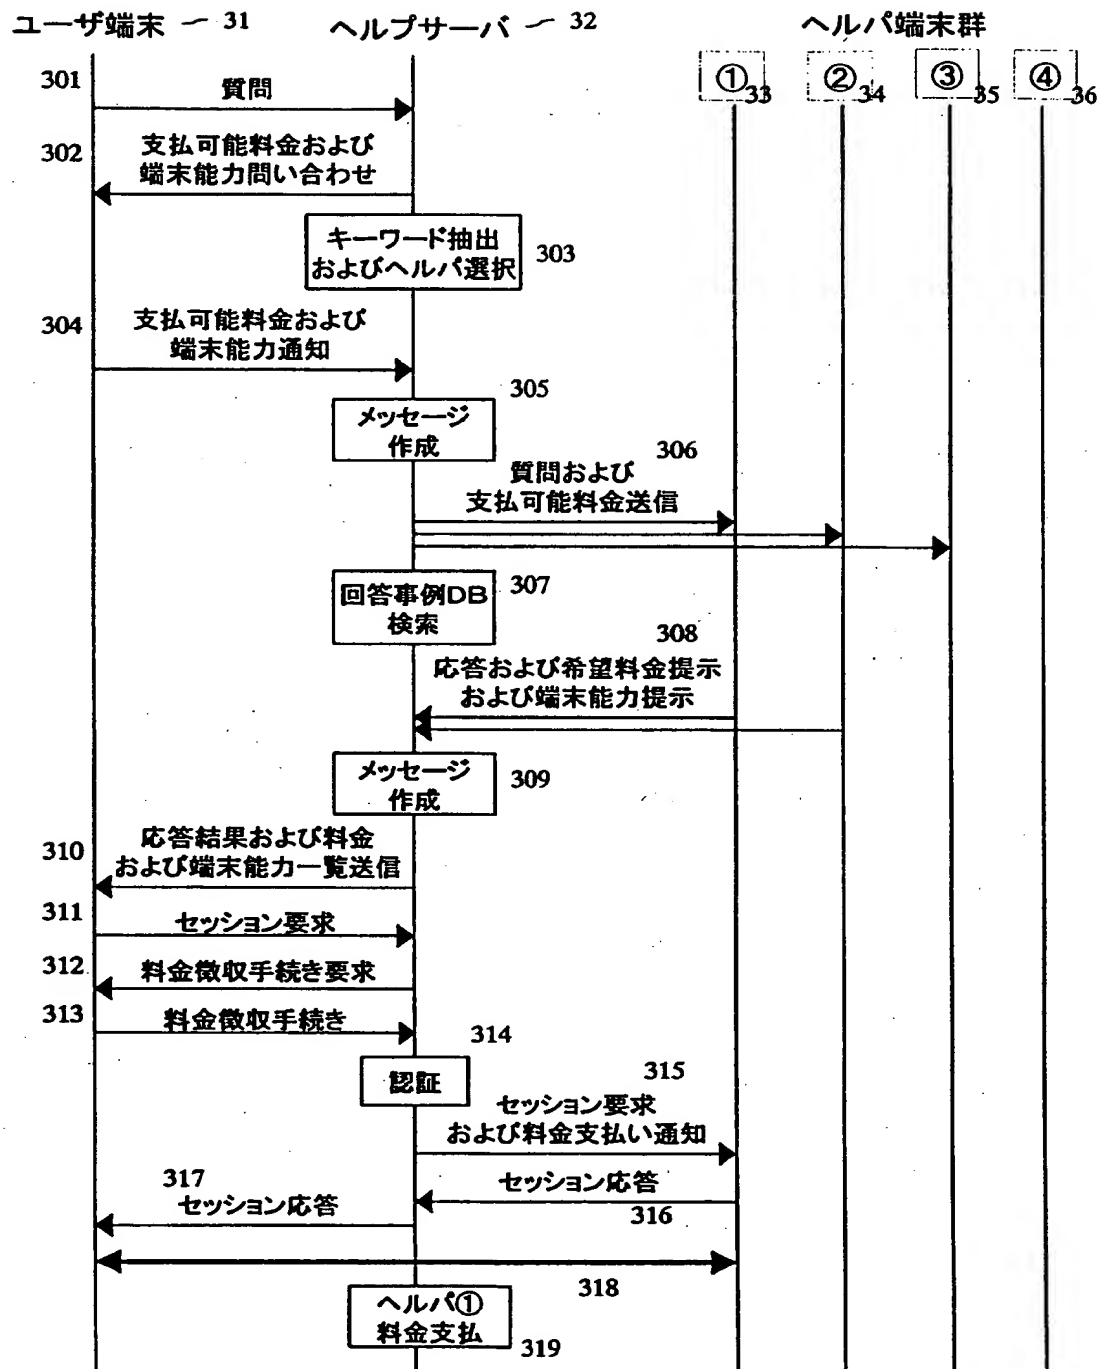 ユーザ端末 31
ヘルプサーバ 32
ヘルパ端末群
① 33
② 34
③ 35
④ 36
301
質問
302
支払可能料金および
端末能力問い合わせ
キーワード抽出
およびヘルパ選択
303
304
支払可能料金および
端末能力通知
305
メッセージ
作成
306
質問および
支払可能料金送信
回答事例DB
検索
307
308
応答および希望料金提示
および端末能力提示
メッセージ
作成
309
310
応答結果および料金
および端末能力一覧送信
311
セッション要求
312
料金徴収手続き要求
313
料金徴収手続き
314
認証
315
セッション要求
および料金支払い通知
セッション応答
316
317
セッション応答
318
ヘルパ①
料金支払
319